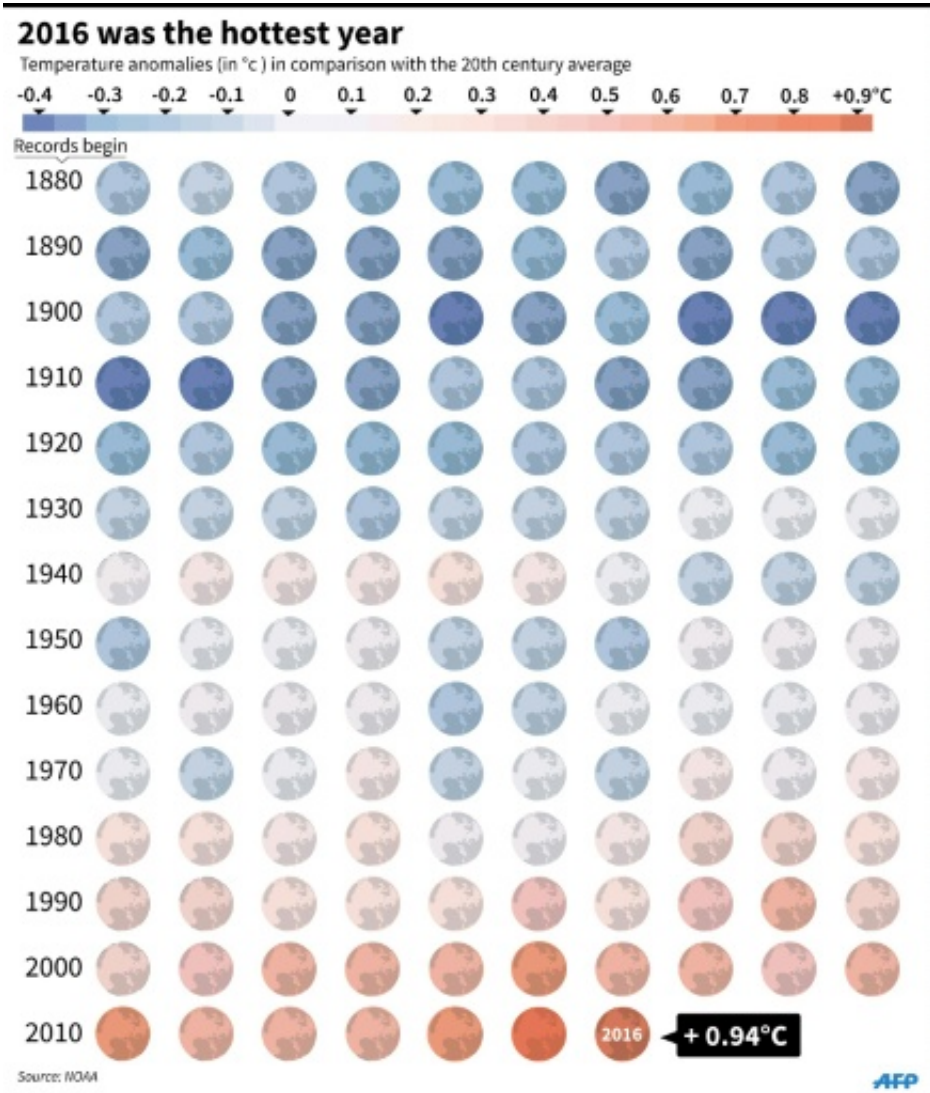 2016 was the hottest year
Temperature anomalies (in °c ) in comparison with the 20th century average
-0.4 -0.3 -0.2 -0.1 0 0.1 0.2 0.3 0.4 0.5 0.6 0.7 0.8 +0.9°C
Records begin
1880
1890
1900
1910
1920
1930
1940
1950
1960
1970
1980
1990
2000
2010 2016 + 0.94°C
Source: NOAA AFP